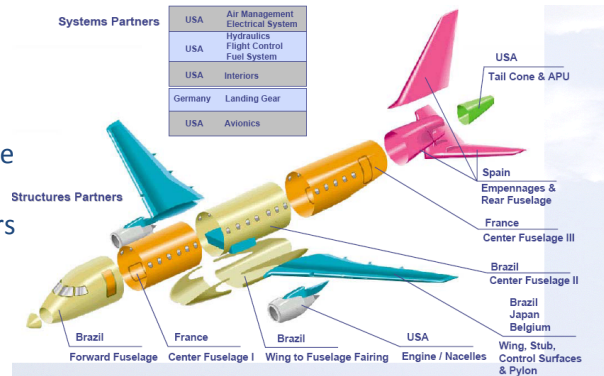 Systems Partners
USA Air Management
Electrical System
USA Hydraulics
Flight Control
Fuel System
USA Interiors
Germany Landing Gear
USA Avionics
USA
Tail Cone & APU
e
Structures Partners
rs
Spain
Empennages &
Rear Fuselage
France
Center Fuselage III
Brazil
Center Fuselage II
Brazil
Japan
Belgium
Wing, Stub,
Control Surfaces
& Pylon
Brazil
Forward Fuselage
France
Center Fuselage I
Brazil
Wing to Fuselage Fairing
USA
Engine / Nacelles